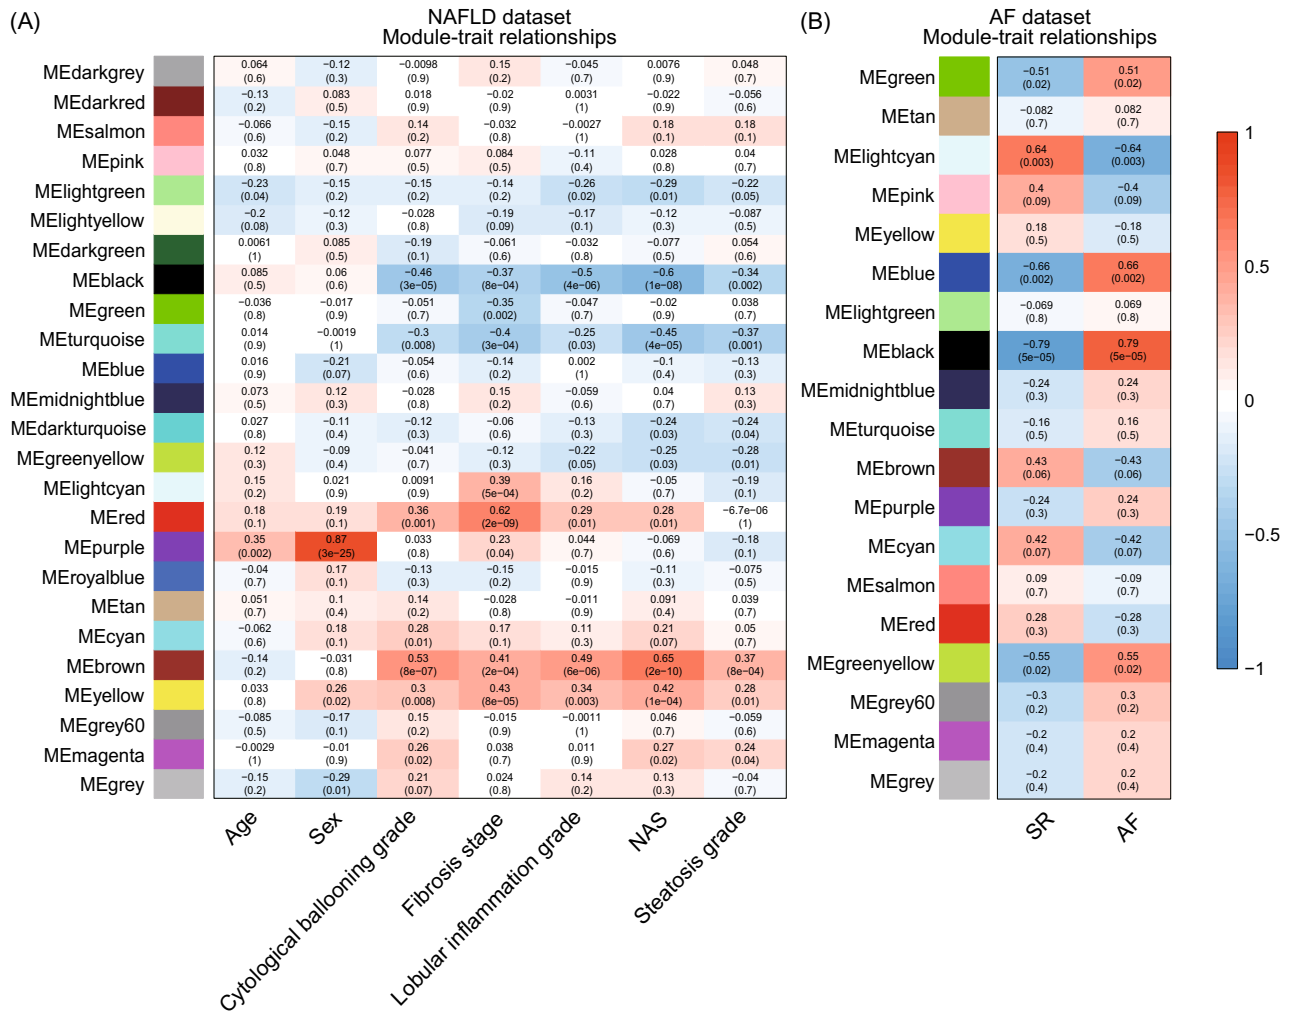 (A)
NAFLD dataset
Module-trait relationships
MEdarkgrey 0.064 −0.12 −0.0098 0.15 −0.045 0.0076 0.048
(0.6) (0.3) (0.9) (0.2) (0.7) (0.9) (0.7)
MEdarkred −0.13 0.083 0.018 −0.02 0.0031 −0.022 −0.056
(0.2) (0.5) (0.9) (0.9) (1) (0.9) (0.6)
MEsalmon −0.066 −0.15 0.14 −0.032 −0.0027 0.18 0.18
(0.6) (0.2) (0.2) (0.8) (1) (0.1) (0.1)
MEpink 0.032 0.048 0.077 0.084 −0.11 0.028 0.04
(0.8) (0.7) (0.5) (0.5) (0.4) (0.8) (0.7)
MElightgreen −0.23 −0.15 −0.15 −0.14 −0.26 −0.29 −0.22
(0.04) (0.2) (0.2) (0.2) (0.02) (0.01) (0.05)
MElightyellow −0.2 −0.12 −0.028 −0.19 −0.17 −0.12 −0.087
(0.08) (0.3) (0.8) (0.09) (0.1) (0.3) (0.5)
MEdarkgreen 0.0061 0.085 −0.19 −0.061 −0.032 −0.077 0.054
(1) (0.5) (0.1) (0.6) (0.8) (0.5) (0.6)
MEblack 0.085 0.06 −0.46 −0.37 −0.5 −0.6 −0.34
(0.5) (0.6) (3e−05) (8e−04) (4e−06) (1e−08) (0.002)
MEgreen −0.036 −0.017 −0.051 −0.35 −0.047 −0.02 0.038
(0.8) (0.9) (0.7) (0.002) (0.7) (0.9) (0.7)
MEturquoise 0.014 −0.0019 −0.3 −0.4 −0.25 −0.45 −0.37
(0.9) (1) (0.008) (3e−04) (0.03) (4e−05) (0.001)
MEblue 0.016 −0.21 −0.054 −0.14 0.002 −0.1 −0.13
(0.9) (0.07) (0.6) (0.2) (1) (0.4) (0.3)
MEmidnightblue 0.073 0.12 −0.028 0.15 −0.059 0.04 0.13
(0.5) (0.3) (0.8) (0.2) (0.6) (0.7) (0.3)
MEdarkturquoise 0.027 −0.11 −0.12 −0.06 −0.13 −0.24 −0.24
(0.8) (0.4) (0.3) (0.6) (0.3) (0.03) (0.04)
MEgreenyellow 0.12 −0.09 −0.041 −0.12 −0.22 −0.25 −0.28
(0.3) (0.4) (0.7) (0.3) (0.05) (0.03) (0.01)
MElightcyan 0.15 0.021 0.0091 0.39 0.16 −0.05 −0.19
(0.2) (0.9) (0.9) (5e−04) (0.2) (0.7) (0.1)
MEred 0.18 0.19 0.36 0.62 0.29 0.28 −6.7e−06
(0.1) (0.1) (0.001) (2e−09) (0.01) (0.01) (1)
MEpurple 0.35 0.87 0.033 0.23 0.044 −0.069 −0.18
(0.002) (3e−25) (0.8) (0.04) (0.7) (0.6) (0.1)
MEroyalblue −0.04 0.17 −0.13 −0.15 −0.015 −0.11 −0.075
(0.7) (0.1) (0.3) (0.2) (0.9) (0.3) (0.5)
MEtan 0.051 0.1 0.14 −0.028 −0.011 0.091 0.039
(0.7) (0.4) (0.2) (0.8) (0.9) (0.4) (0.7)
MEcyan −0.062 0.18 0.28 0.17 0.11 0.21 0.05
(0.6) (0.1) (0.01) (0.1) (0.3) (0.07) (0.7)
MEbrown −0.14 −0.031 0.53 0.41 0.49 0.65 0.37
(0.2) (0.8) (8e−07) (2e−04) (6e−06) (2e−10) (8e−04)
MEyellow 0.033 0.26 0.3 0.43 0.34 0.42 0.28
(0.8) (0.02) (0.008) (8e−05) (0.003) (1e−04) (0.01)
MEgrey60 −0.085 −0.17 0.15 −0.015 −0.0011 0.046 −0.059
(0.5) (0.1) (0.2) (0.9) (1) (0.7) (0.6)
MEmagenta −0.0029 −0.01 0.26 0.038 0.011 0.27 0.24
(1) (0.9) (0.02) (0.7) (0.9) (0.02) (0.04)
MEgrey −0.15 −0.29 0.21 0.024 0.14 0.13 −0.04
(0.2) (0.01) (0.07) (0.8) (0.2) (0.3) (0.7)
Age
Sex
Cytological ballooning grade
Fibrosis stage
Lobular inflammation grade
NAS
Steatosis grade
(B)
AF dataset
Module-trait relationships
MEgreen −0.51 0.51
(0.02) (0.02)
MEtan −0.082 0.082
(0.7) (0.7)
MElightcyan 0.64 −0.64
(0.003) (0.003)
MEpink 0.4 −0.4
(0.09) (0.09)
MEyellow 0.18 −0.18
(0.5) (0.5)
MEblue −0.66 0.66
(0.002) (0.002)
MElightgreen −0.069 0.069
(0.8) (0.8)
MEblack −0.79 0.79
(5e−05) (5e−05)
MEmidnightblue −0.24 0.24
(0.3) (0.3)
MEturquoise −0.16 0.16
(0.5) (0.5)
MEbrown 0.43 −0.43
(0.06) (0.06)
MEpurple −0.24 0.24
(0.3) (0.3)
MEcyan 0.42 −0.42
(0.07) (0.07)
MEsalmon 0.09 −0.09
(0.7) (0.7)
MEred 0.28 −0.28
(0.3) (0.3)
MEgreenyellow −0.55 0.55
(0.02) (0.02)
MEgrey60 −0.3 0.3
(0.2) (0.2)
MEmagenta −0.2 0.2
(0.4) (0.4)
MEgrey −0.2 0.2
(0.4) (0.4)
SR
AF
1
0.5
0
−0.5
−1